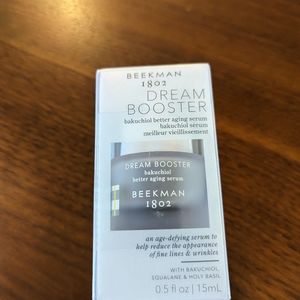 BEEKMAN
1802
DREAM
BOOSTER
bakuchiol better aging serum
bakuchiol sérum
meilleur vieillissement
DREAM BOOSTER
bakuchiol
better aging serum
BEEKMAN
1802
an age-defying serum to
help reduce the appearance
of fine lines & wrinkles
WITH BAKUCHIOL,
SQUALANE & HOLY BASIL
0.5 fl oz | 15mL